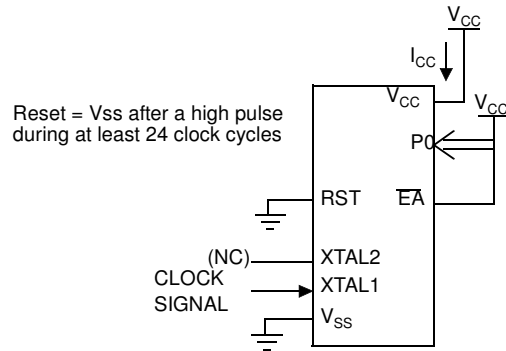 VCC
ICC
VCC
VCC
Reset = Vss after a high pulse
during at least 24 clock cycles
P0
RST
EA
(NC)
XTAL2
CLOCK
SIGNAL
XTAL1
VSS